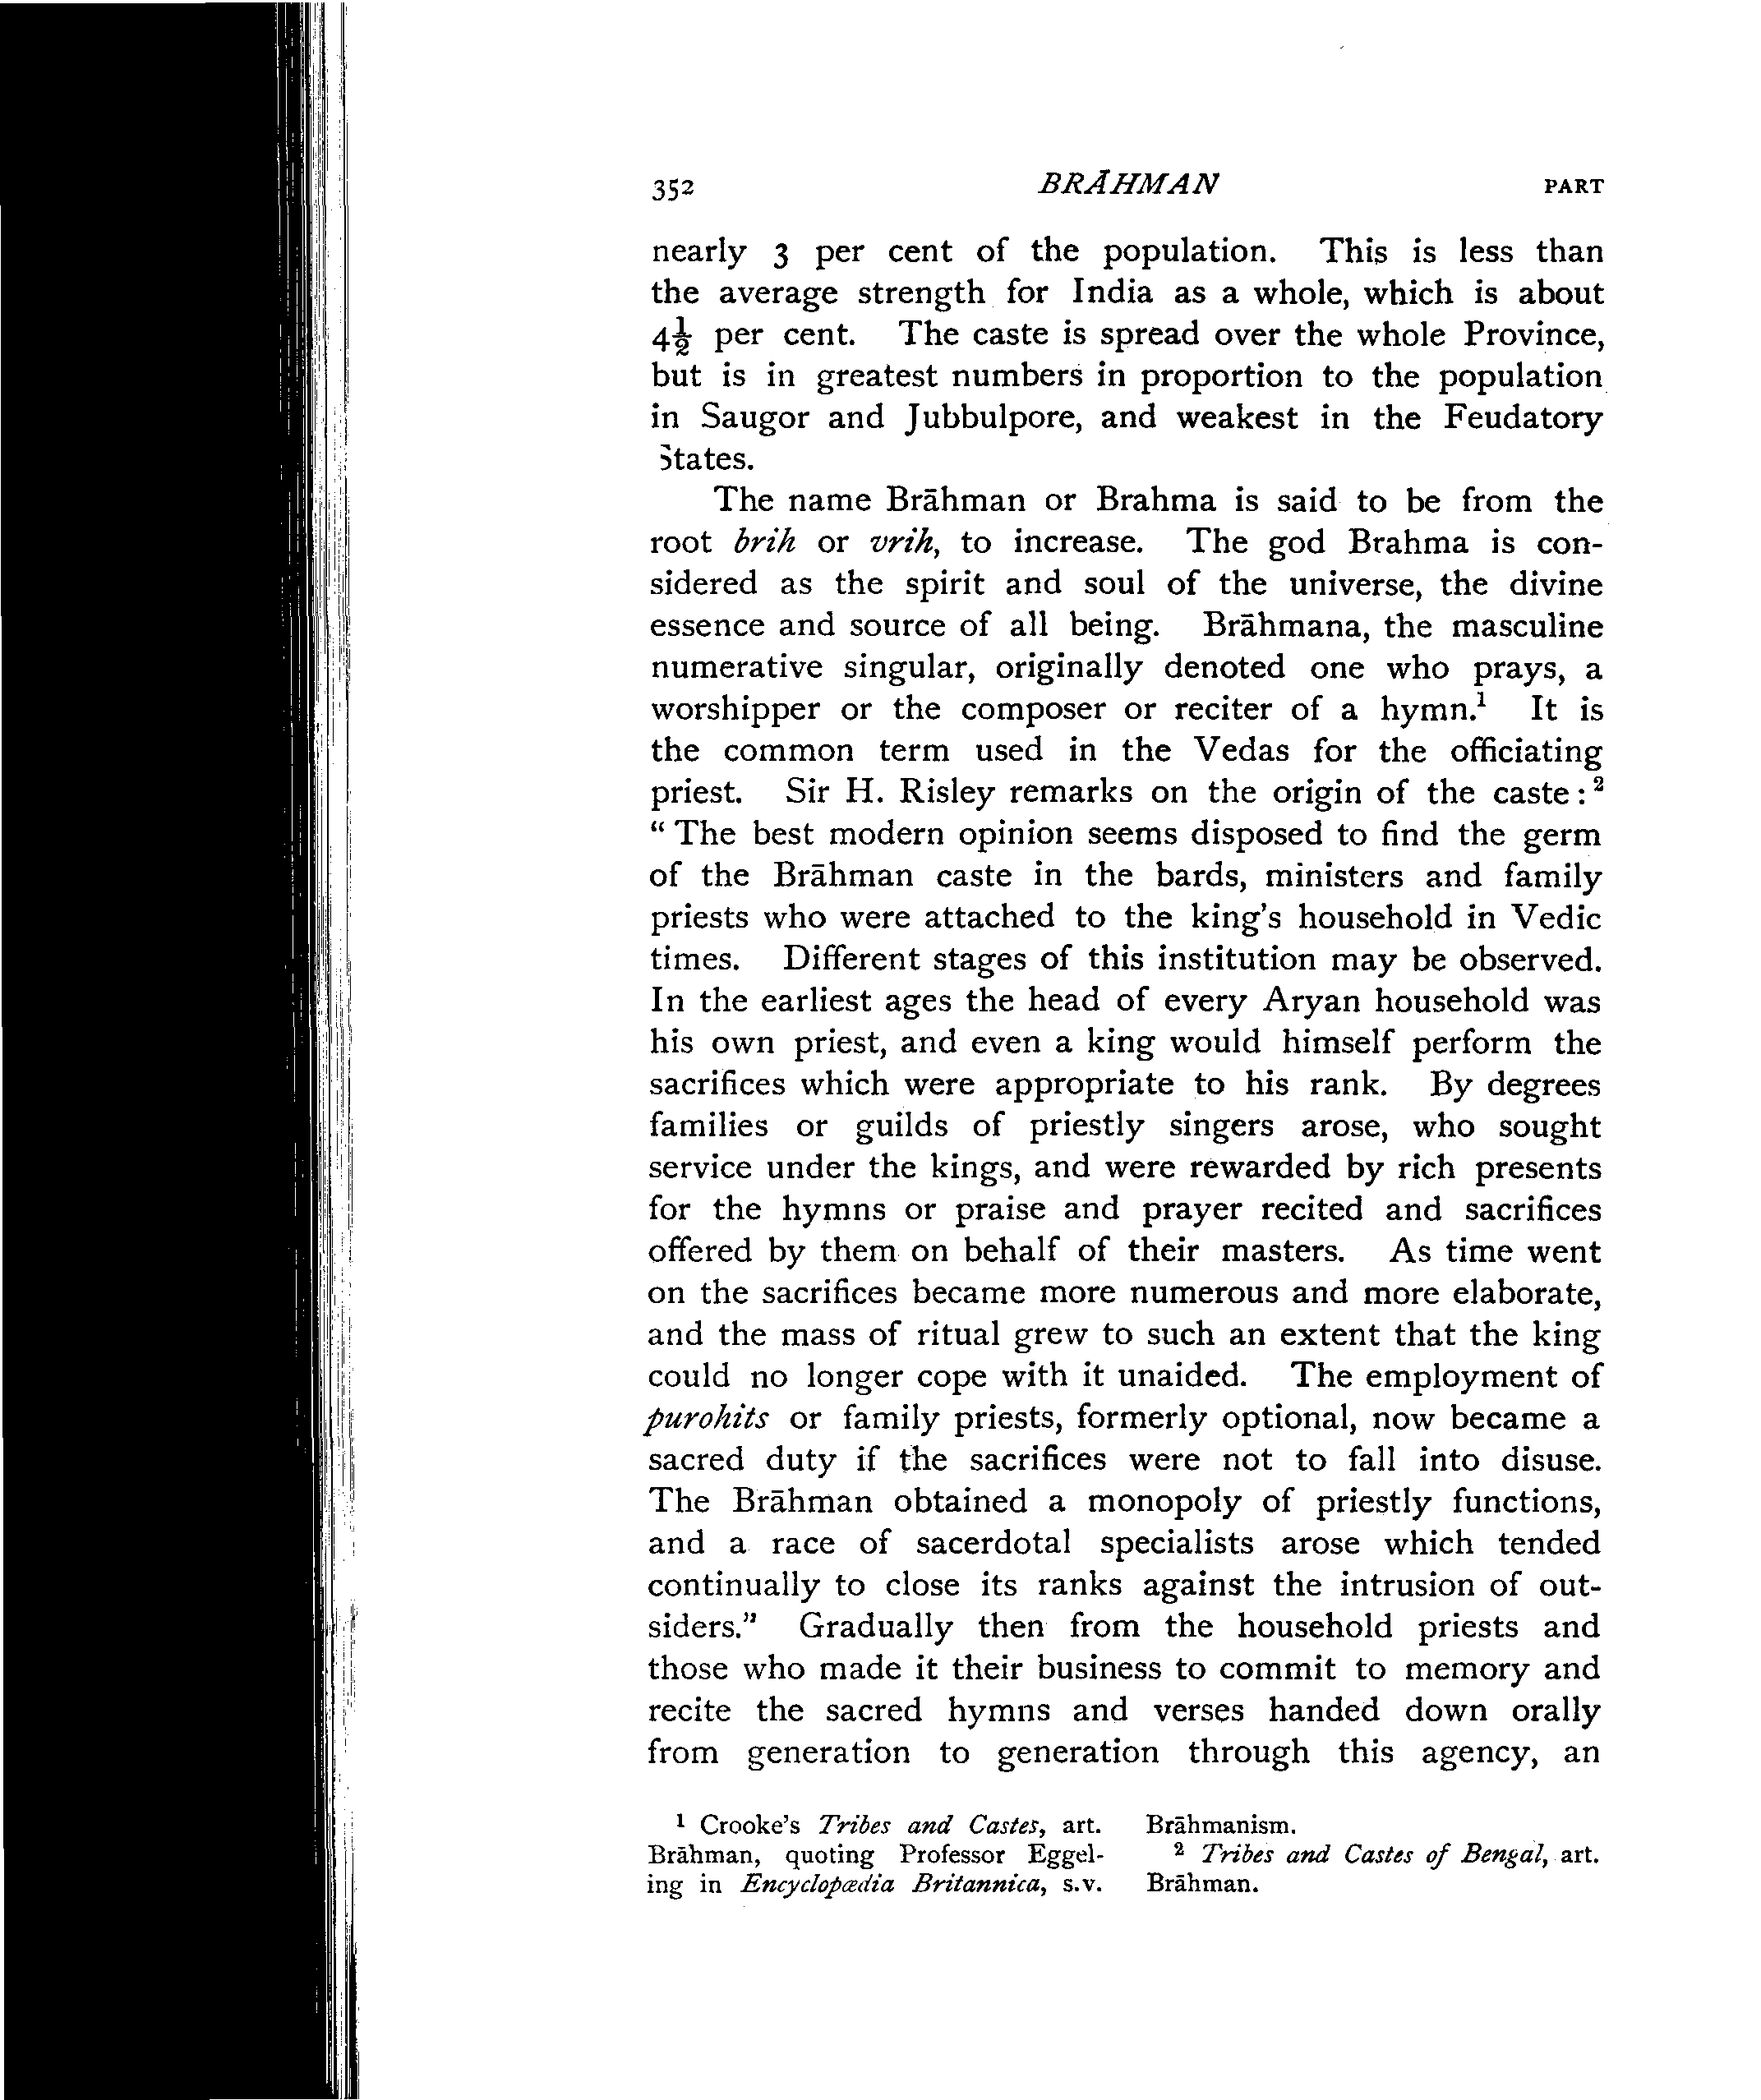 352 BRĀHMAN PART
nearly 3 per cent of the population. This is less than
the average strength for India as a whole, which is about
4½ per cent. The caste is spread over the whole Province,
but is in greatest numbers in proportion to the population
in Saugor and Jubbulpore, and weakest in the Feudatory
States.
The name Brāhman or Brahma is said to be from the
root brih or vrih, to increase. The god Brahma is con-
sidered as the spirit and soul of the universe, the divine
essence and source of all being. Brāhmana, the masculine
numerative singular, originally denoted one who prays, a
worshipper or the composer or reciter of a hymn.¹ It is
the common term used in the Vedas for the officiating
priest. Sir H. Risley remarks on the origin of the caste:²
“The best modern opinion seems disposed to find the germ
of the Brāhman caste in the bards, ministers and family
priests who were attached to the king's household in Vedic
times. Different stages of this institution may be observed.
In the earliest ages the head of every Aryan household was
his own priest, and even a king would himself perform the
sacrifices which were appropriate to his rank. By degrees
families or guilds of priestly singers arose, who sought
service under the kings, and were rewarded by rich presents
for the hymns or praise and prayer recited and sacrifices
offered by them on behalf of their masters. As time went
on the sacrifices became more numerous and more elaborate,
and the mass of ritual grew to such an extent that the king
could no longer cope with it unaided. The employment of
purohits or family priests, formerly optional, now became a
sacred duty if the sacrifices were not to fall into disuse.
The Brāhman obtained a monopoly of priestly functions,
and a race of sacerdotal specialists arose which tended
continually to close its ranks against the intrusion of out-
siders.” Gradually then from the household priests and
those who made it their business to commit to memory and
recite the sacred hymns and verses handed down orally
from generation to generation through this agency, an
¹ Crooke's Tribes and Castes, art.
Brāhman, quoting Professor Eggel-
ing in Encyclopædia Britannica, s.v.
Brāhmanism.
² Tribes and Castes of Bengal, art.
Brāhman.